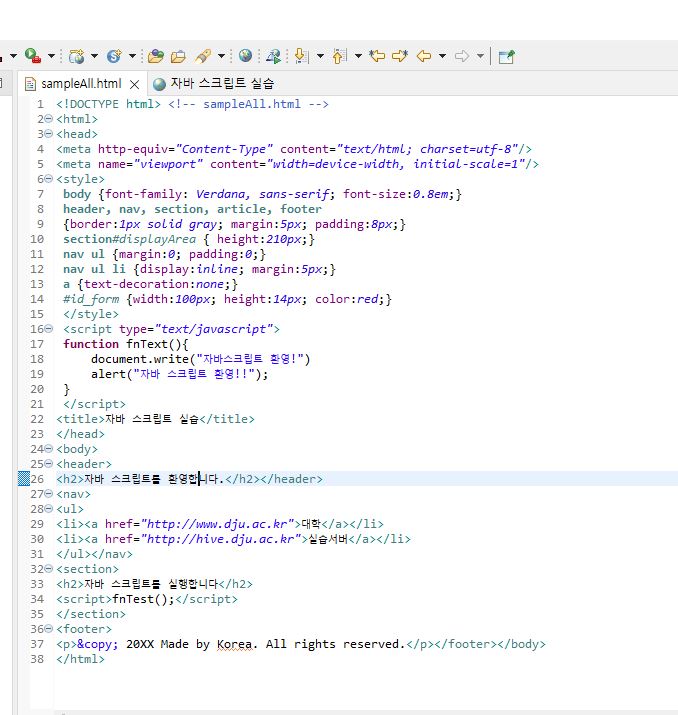 sampleAll.html 자바 스크립트 실습
1 <!DOCTYPE html> <!-- sampleAll.html -->
2 <html>
3 <head>
4 <meta http-equiv="Content-Type" content="text/html; charset=utf-8"/>
5 <meta name="viewport" content="width=device-width, initial-scale=1"/>
6 <style>
7 body {font-family: Verdana, sans-serif; font-size:0.8em;}
8 header, nav, section, article, footer
9 {border:1px solid gray; margin:5px; padding:8px;}
10 section#displayArea { height:210px;}
11 nav ul {margin:0; padding:0;}
12 nav ul li {display:inline; margin:5px;}
13 a {text-decoration:none;}
14 #id_form {width:100px; height:14px; color:red;}
15 </style>
16 <script type="text/javascript">
17 function fnText(){
18 document.write("자바스크립트 환영!")
19 alert("자바 스크립트 환영!!");
20 }
21 </script>
22 <title>자바 스크립트 실습</title>
23 </head>
24 <body>
25 <header>
26 <h2>자바 스크립트를 환영합니다.</h2></header>
27 <nav>
28 <ul>
29 <li><a href="http://www.dju.ac.kr">대학</a></li>
30 <li><a href="http://hive.dju.ac.kr">실습서버</a></li>
31 </ul></nav>
32 <section>
33 <h2>자바 스크립트를 실행합니다</h2>
34 <script>fnTest();</script>
35 </section>
36 <footer>
37 <p>&copy; 20XX Made by Korea. All rights reserved.</p></footer></body>
38 </html>